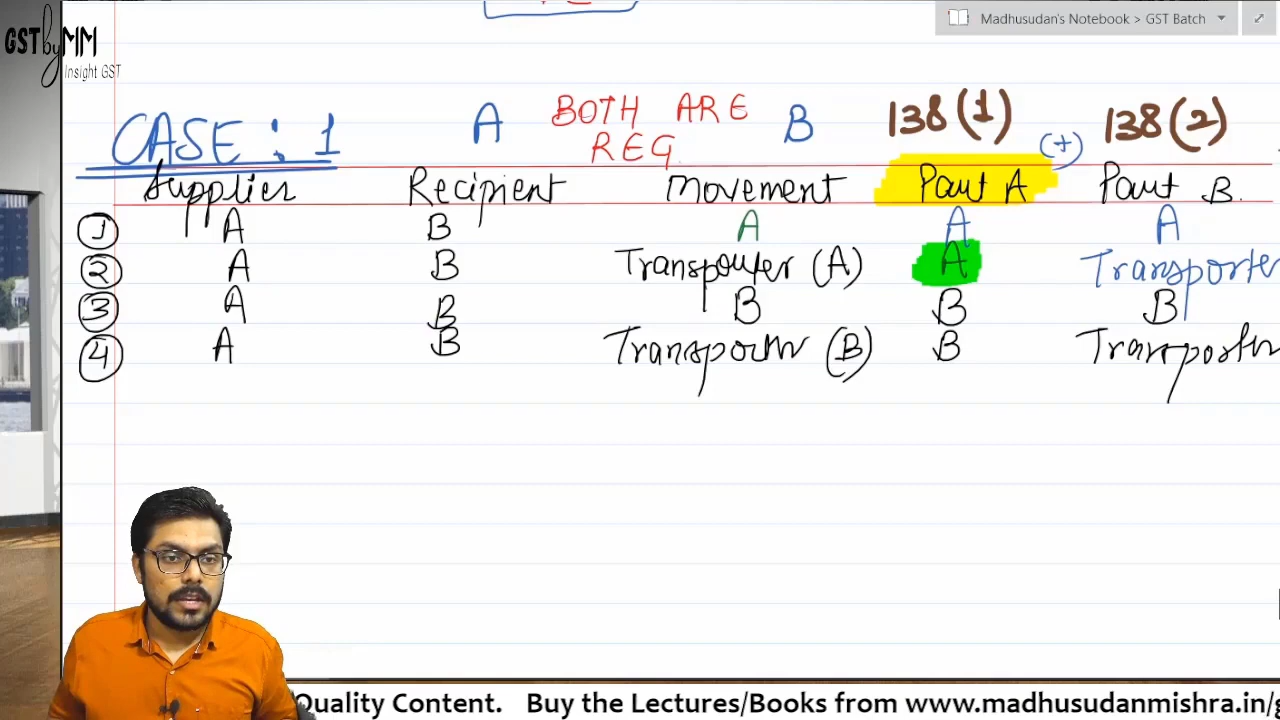 GST by MM
Insight GST
Madhusudan's Notebook > GST Batch
CASE : 1 A BOTH ARE REG. B 138(1) (+) 138(2)
Supplier Recipient Movement Part A Part B.
1 A B A A A
2 A B Transporter (A) A Transporter
3 A B B B B
4 A B Transporter (B) B Transporter
Quality Content. Buy the Lectures/Books from www.madhusudanmishra.in/g